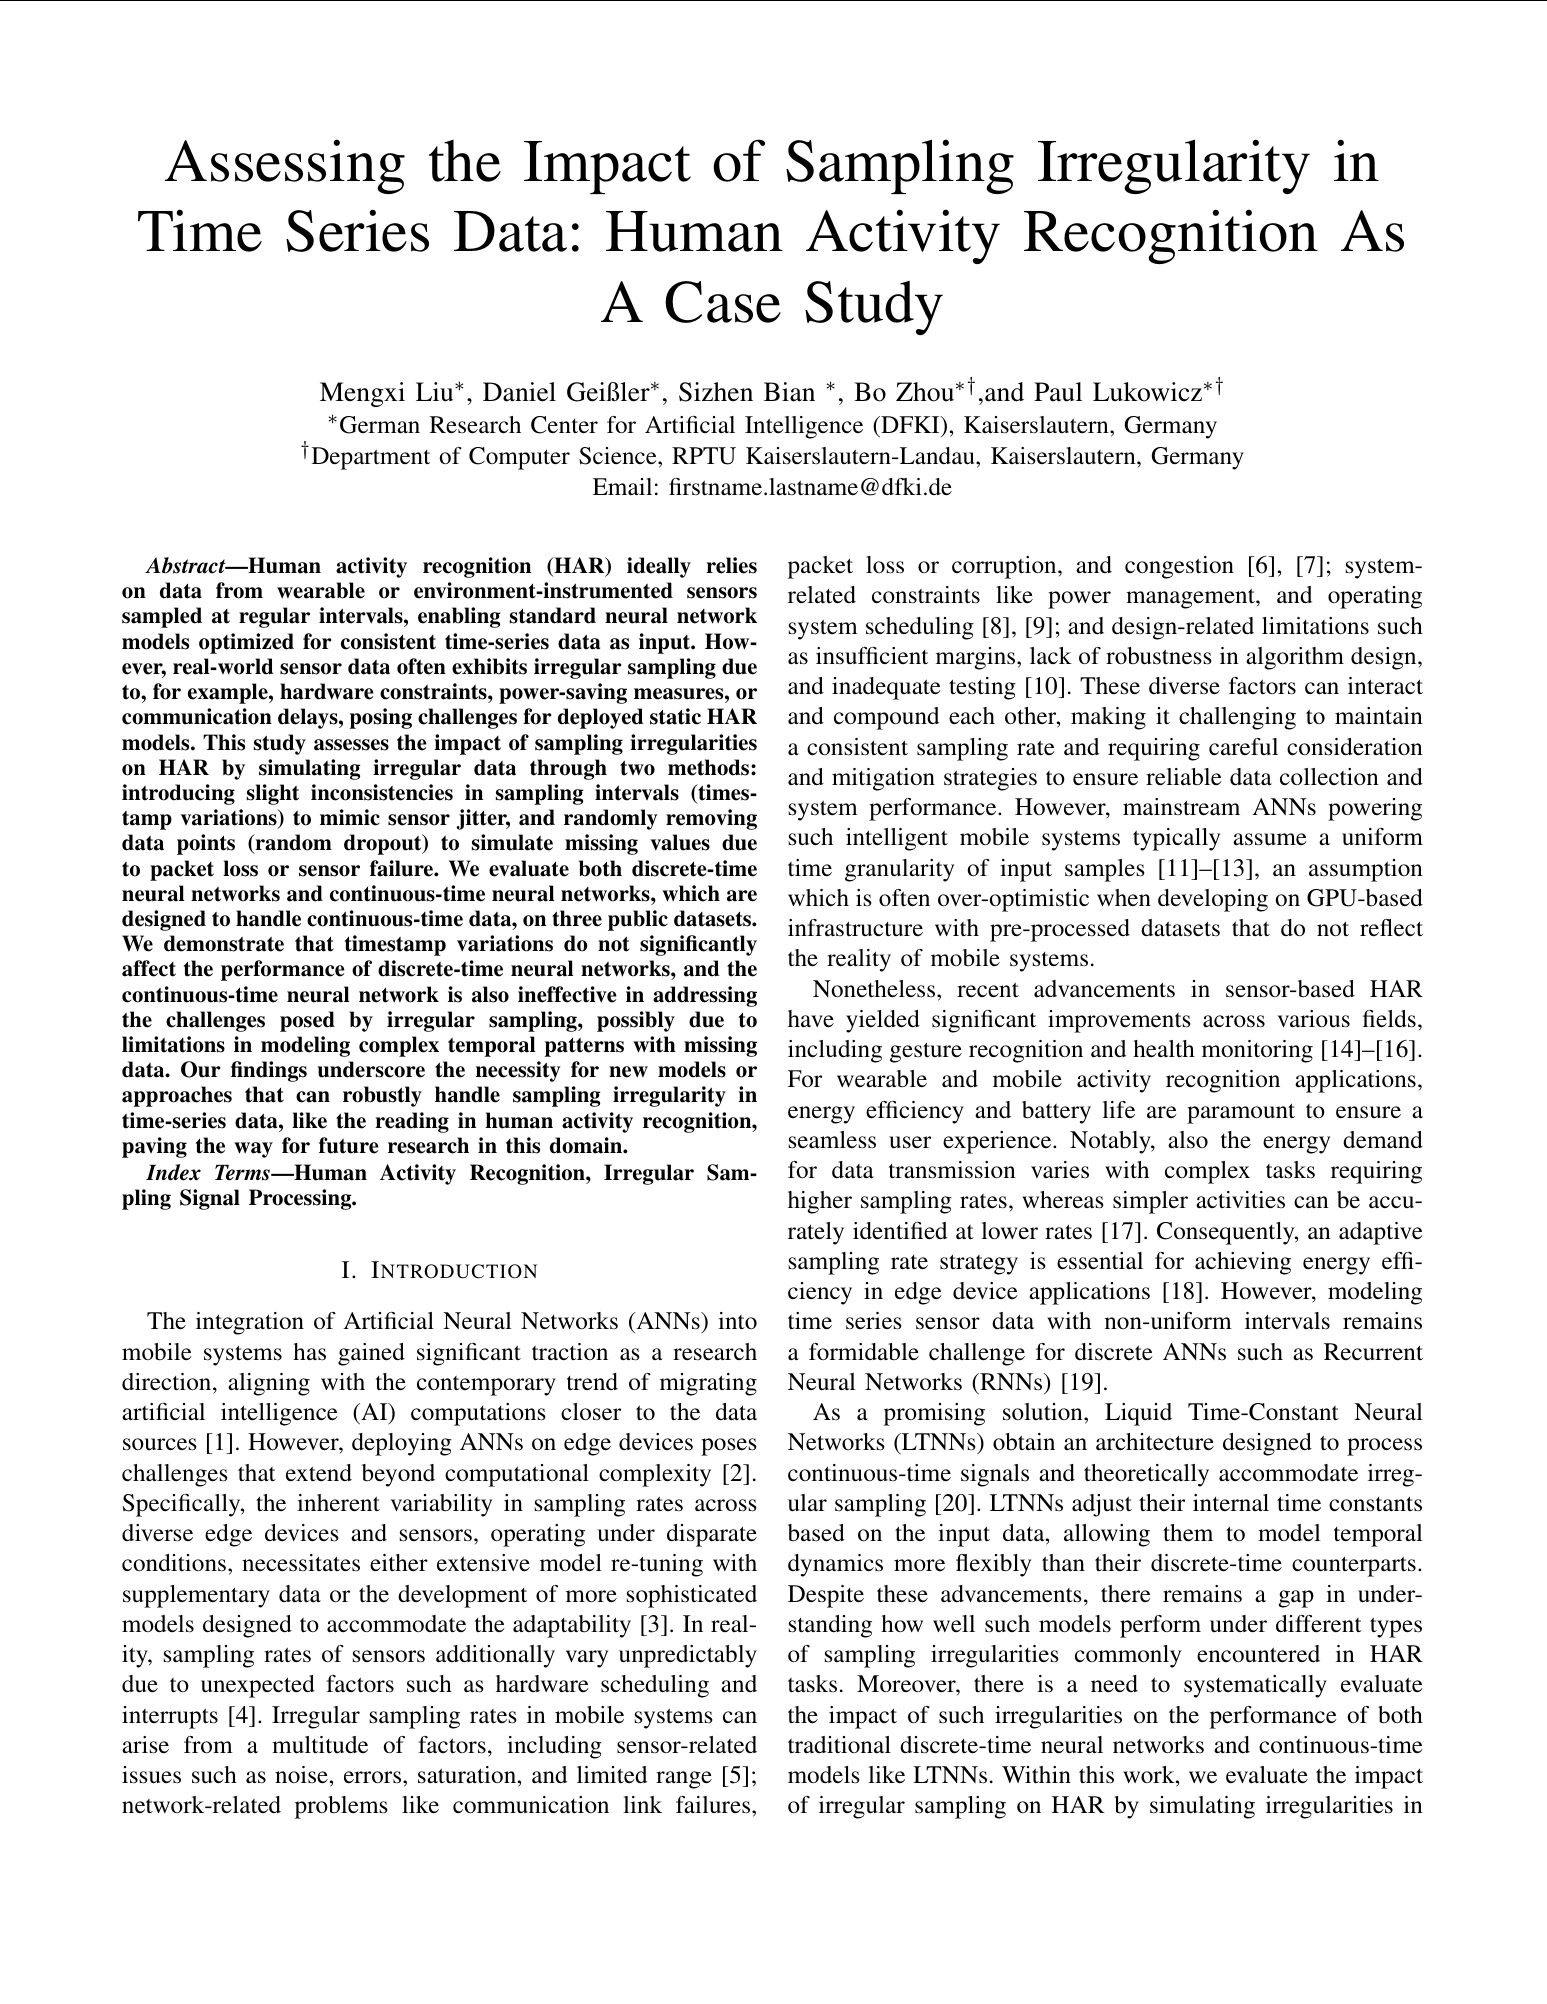 Assessing the Impact of Sampling Irregularity in
Time Series Data: Human Activity Recognition As
A Case Study
Mengxi Liu*, Daniel Geißler*, Sizhen Bian *, Bo Zhou*†,and Paul Lukowicz*†
*German Research Center for Artificial Intelligence (DFKI), Kaiserslautern, Germany
†Department of Computer Science, RPTU Kaiserslautern-Landau, Kaiserslautern, Germany
Email: firstname.lastname@dfki.de
Abstract—Human activity recognition (HAR) ideally relies
on data from wearable or environment-instrumented sensors
sampled at regular intervals, enabling standard neural network
models optimized for consistent time-series data as input. How-
ever, real-world sensor data often exhibits irregular sampling due
to, for example, hardware constraints, power-saving measures, or
communication delays, posing challenges for deployed static HAR
models. This study assesses the impact of sampling irregularities
on HAR by simulating irregular data through two methods:
introducing slight inconsistencies in sampling intervals (times-
tamp variations) to mimic sensor jitter, and randomly removing
data points (random dropout) to simulate missing values due
to packet loss or sensor failure. We evaluate both discrete-time
neural networks and continuous-time neural networks, which are
designed to handle continuous-time data, on three public datasets.
We demonstrate that timestamp variations do not significantly
affect the performance of discrete-time neural networks, and the
continuous-time neural network is also ineffective in addressing
the challenges posed by irregular sampling, possibly due to
limitations in modeling complex temporal patterns with missing
data. Our findings underscore the necessity for new models or
approaches that can robustly handle sampling irregularity in
time-series data, like the reading in human activity recognition,
paving the way for future research in this domain.
Index Terms—Human Activity Recognition, Irregular Sam-
pling Signal Processing.
I. INTRODUCTION
The integration of Artificial Neural Networks (ANNs) into
mobile systems has gained significant traction as a research
direction, aligning with the contemporary trend of migrating
artificial intelligence (AI) computations closer to the data
sources [1]. However, deploying ANNs on edge devices poses
challenges that extend beyond computational complexity [2].
Specifically, the inherent variability in sampling rates across
diverse edge devices and sensors, operating under disparate
conditions, necessitates either extensive model re-tuning with
supplementary data or the development of more sophisticated
models designed to accommodate the adaptability [3]. In real-
ity, sampling rates of sensors additionally vary unpredictably
due to unexpected factors such as hardware scheduling and
interrupts [4]. Irregular sampling rates in mobile systems can
arise from a multitude of factors, including sensor-related
issues such as noise, errors, saturation, and limited range [5];
network-related problems like communication link failures,
packet loss or corruption, and congestion [6], [7]; system-
related constraints like power management, and operating
system scheduling [8], [9]; and design-related limitations such
as insufficient margins, lack of robustness in algorithm design,
and inadequate testing [10]. These diverse factors can interact
and compound each other, making it challenging to maintain
a consistent sampling rate and requiring careful consideration
and mitigation strategies to ensure reliable data collection and
system performance. However, mainstream ANNs powering
such intelligent mobile systems typically assume a uniform
time granularity of input samples [11]–[13], an assumption
which is often over-optimistic when developing on GPU-based
infrastructure with pre-processed datasets that do not reflect
the reality of mobile systems.
Nonetheless, recent advancements in sensor-based HAR
have yielded significant improvements across various fields,
including gesture recognition and health monitoring [14]–[16].
For wearable and mobile activity recognition applications,
energy efficiency and battery life are paramount to ensure a
seamless user experience. Notably, also the energy demand
for data transmission varies with complex tasks requiring
higher sampling rates, whereas simpler activities can be accu-
rately identified at lower rates [17]. Consequently, an adaptive
sampling rate strategy is essential for achieving energy effi-
ciency in edge device applications [18]. However, modeling
time series sensor data with non-uniform intervals remains
a formidable challenge for discrete ANNs such as Recurrent
Neural Networks (RNNs) [19].
As a promising solution, Liquid Time-Constant Neural
Networks (LTNNs) obtain an architecture designed to process
continuous-time signals and theoretically accommodate irreg-
ular sampling [20]. LTNNs adjust their internal time constants
based on the input data, allowing them to model temporal
dynamics more flexibly than their discrete-time counterparts.
Despite these advancements, there remains a gap in under-
standing how well such models perform under different types
of sampling irregularities commonly encountered in HAR
tasks. Moreover, there is a need to systematically evaluate
the impact of such irregularities on the performance of both
traditional discrete-time neural networks and continuous-time
models like LTNNs. Within this work, we evaluate the impact
of irregular sampling on HAR by simulating irregularities in